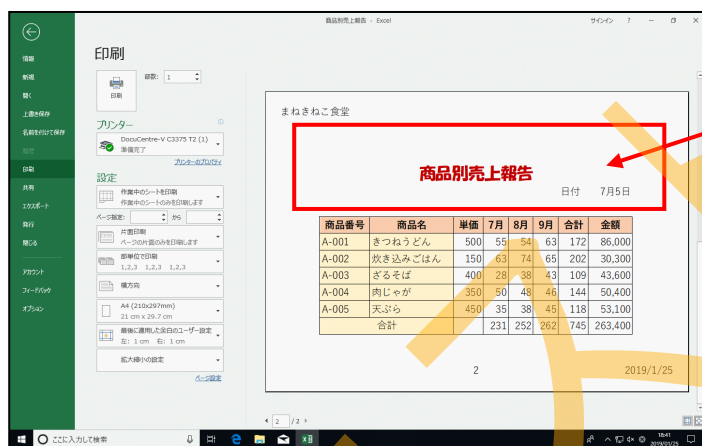 商品別売上報告 - Excel
サインイン ?
情報
新規
開く
上書き保存
名前を付けて保存
履歴
印刷
共有
エクスポート
発行
閉じる
アカウント
フィードバック
オプション
印刷
部数: 1
印刷
プリンター
DocuCentre-V C3375 T2 (1)
準備完了
プリンターのプロパティ
設定
作業中のシートを印刷
作業中のシートのみを印刷します
ページ指定: から
片面印刷
ページの片面のみを印刷します
部単位で印刷
1,2,3 1,2,3 1,2,3
横方向
A4 (210x297mm)
21 cm x 29.7 cm
最後に適用した余白のユーザー設定
左: 1 cm 右: 1 cm
拡大縮小の設定
ページ設定
まねきねこ食堂
商品別売上報告
日付 7月5日
商品番号 商品名 単価 7月 8月 9月 合計 金額
A-001 きつねうどん 500 55 54 63 172 86,000
A-002 炊き込みごはん 150 63 74 65 202 30,300
A-003 ざるそば 400 28 38 43 109 43,600
A-004 肉じゃが 350 50 48 46 144 50,400
A-005 天ぷら 450 35 38 45 118 53,100
合計 231 252 262 745 263,400
2 2019/1/25
2 / 2
ここに入力して検索
18:41
2019/01/25